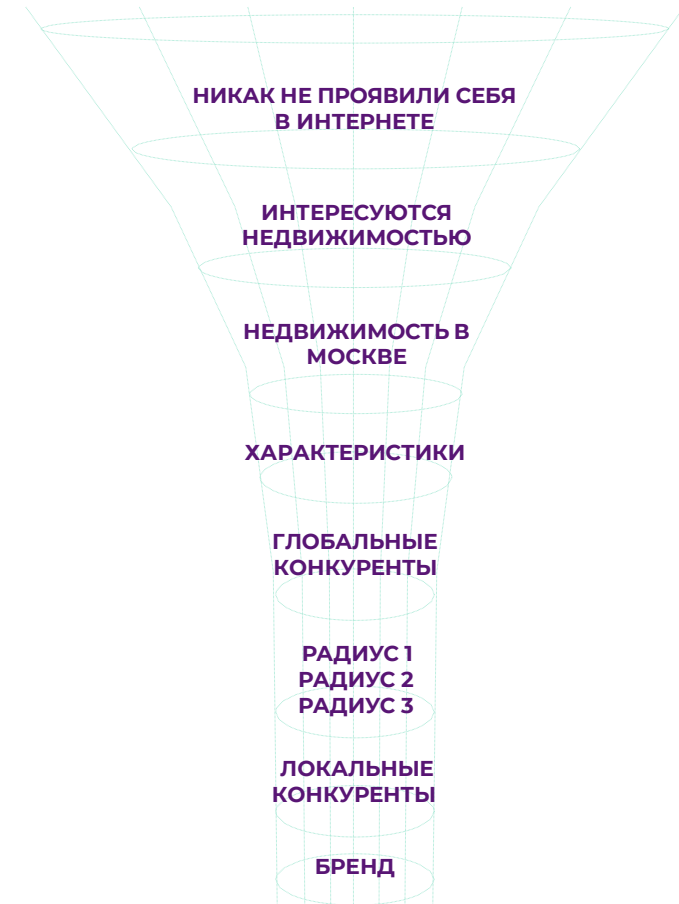 НИКАК НЕ ПРОЯВИЛИ СЕБЯ
В ИНТЕРНЕТЕ
ИНТЕРЕСУЮТСЯ
НЕДВИЖИМОСТЬЮ
НЕДВИЖИМОСТЬ В
МОСКВЕ
ХАРАКТЕРИСТИКИ
ГЛОБАЛЬНЫЕ
КОНКУРЕНТЫ
РАДИУС 1
РАДИУС 2
РАДИУС 3
ЛОКАЛЬНЫЕ
КОНКУРЕНТЫ
БРЕНД